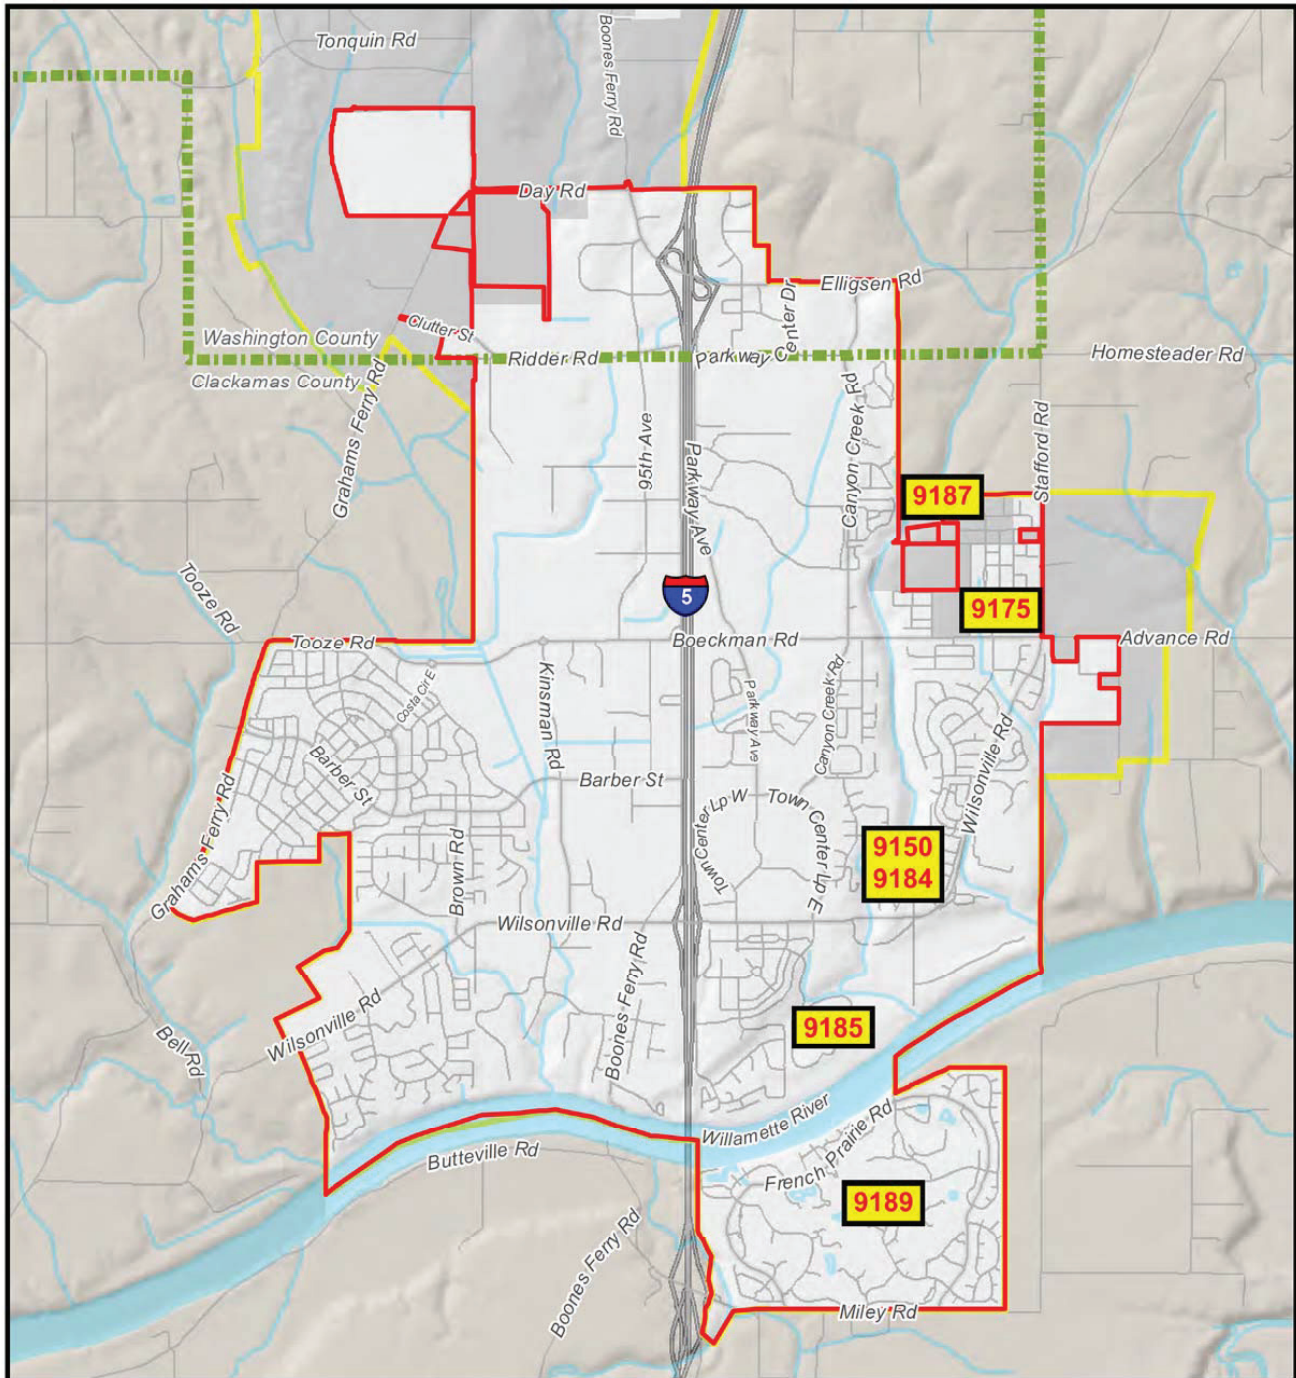 Tonquin Rd
Boones Ferry Rd
Day Rd
Elligsen Rd
Parkway Center Dr
Clutter St
Washington County
Ridder Rd
Homesteader Rd
Clackamas County
Grahams Ferry Rd
95th Ave
Parkway Ave
Canyon Creek Rd
Stafford Rd
9187
Tooze Rd
5
9175
Tooze Rd
Boeckman Rd
Advance Rd
Costa Cir E
Kinsman Rd
Parkway Ave
Canyon Creek Rd
Wilsonville Rd
Barber St
Barber St
Grahams Ferry Rd
Town Center Lp W
Town Center Lp E
9150
9184
Brown Rd
Wilsonville Rd
Boones Ferry Rd
Wilsonville Rd
Bell Rd
9185
Willamette River
Butteville Rd
French Prairie Rd
9189
Boones Ferry Rd
Miley Rd